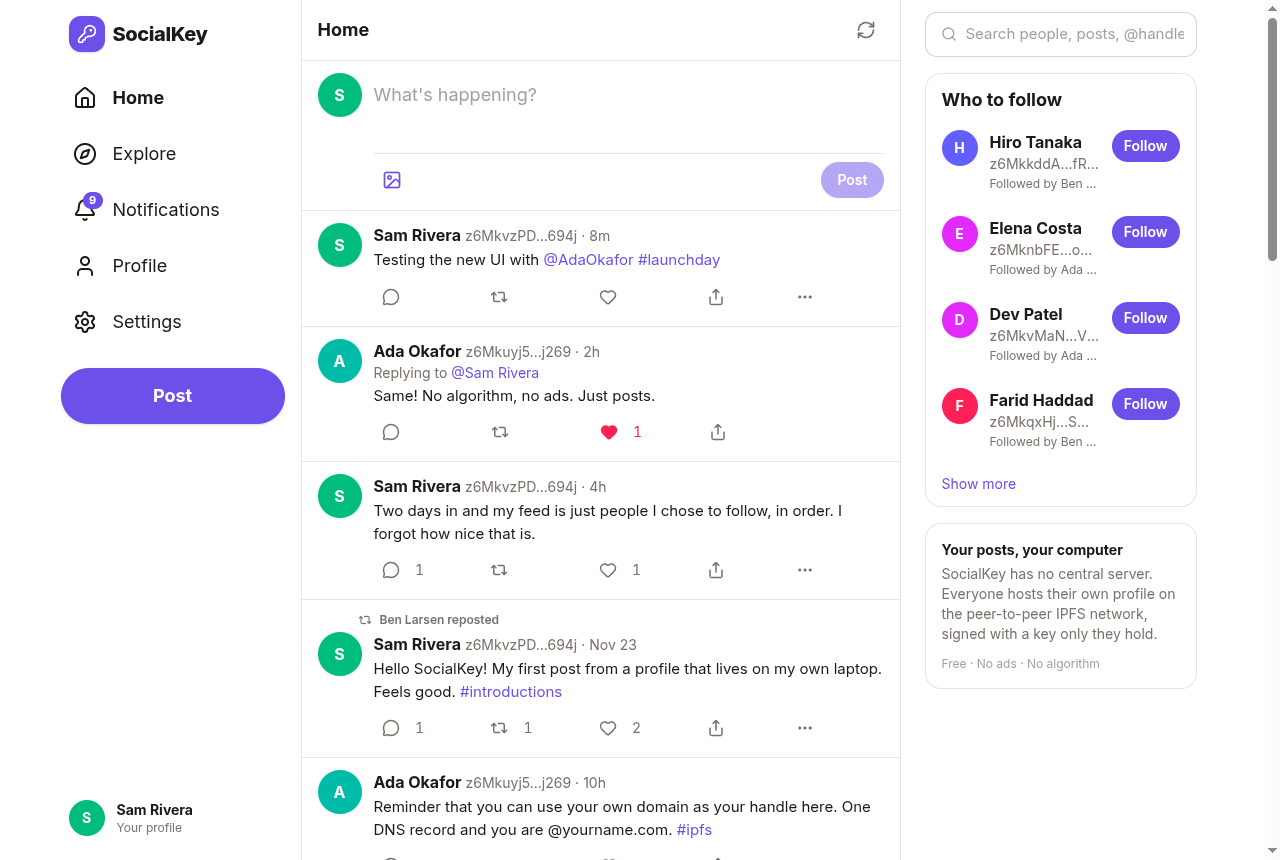 SocialKey
Home
Explore
9
Notifications
Profile
Settings
Post
S
Sam Rivera
Your profile
Home
S
What's happening?
Post
S
Sam Rivera z6MkvzPD...694j · 8m
Testing the new UI with @AdaOkafor #launchday
A
Ada Okafor z6Mkuyj5...j269 · 2h
Replying to @Sam Rivera
Same! No algorithm, no ads. Just posts.
1
S
Sam Rivera z6MkvzPD...694j · 4h
Two days in and my feed is just people I chose to follow, in order. I
forgot how nice that is.
1 1
Ben Larsen reposted
S
Sam Rivera z6MkvzPD...694j · Nov 23
Hello SocialKey! My first post from a profile that lives on my own laptop.
Feels good. #introductions
1 1 2
A
Ada Okafor z6Mkuyj5...j269 · 10h
Reminder that you can use your own domain as your handle here. One
DNS record and you are @yourname.com. #ipfs
Search people, posts, @handle
Who to follow
H
Hiro Tanaka
z6MkkddA...fR...
Followed by Ben ...
Follow
E
Elena Costa
z6MknbFE...o...
Followed by Ada ...
Follow
D
Dev Patel
z6MkvMaN...V...
Followed by Ada ...
Follow
F
Farid Haddad
z6MkqxHj...S...
Followed by Ben ...
Follow
Show more
Your posts, your computer
SocialKey has no central server.
Everyone hosts their own profile on
the peer-to-peer IPFS network,
signed with a key only they hold.
Free · No ads · No algorithm